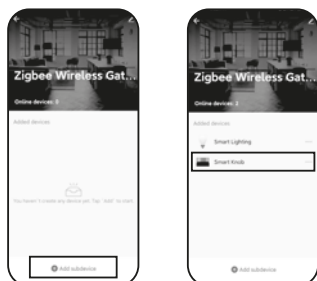 Zigbee Wireless Gat...
Online devices: 0
Added devices
You haven't create any device yet. Tap "Add" to start
Add subdevice
Zigbee Wireless Gat...
Online devices: 2
Added devices
Smart Lighting
Smart Knob
Add subdevice